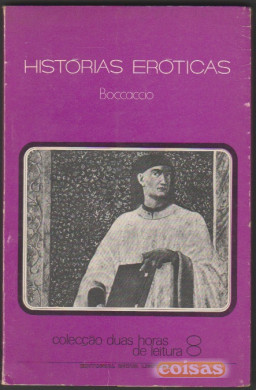 HISTÓRIAS ERÓTICAS
Boccaccio
colecção duas horas
de leitura 8
coisas